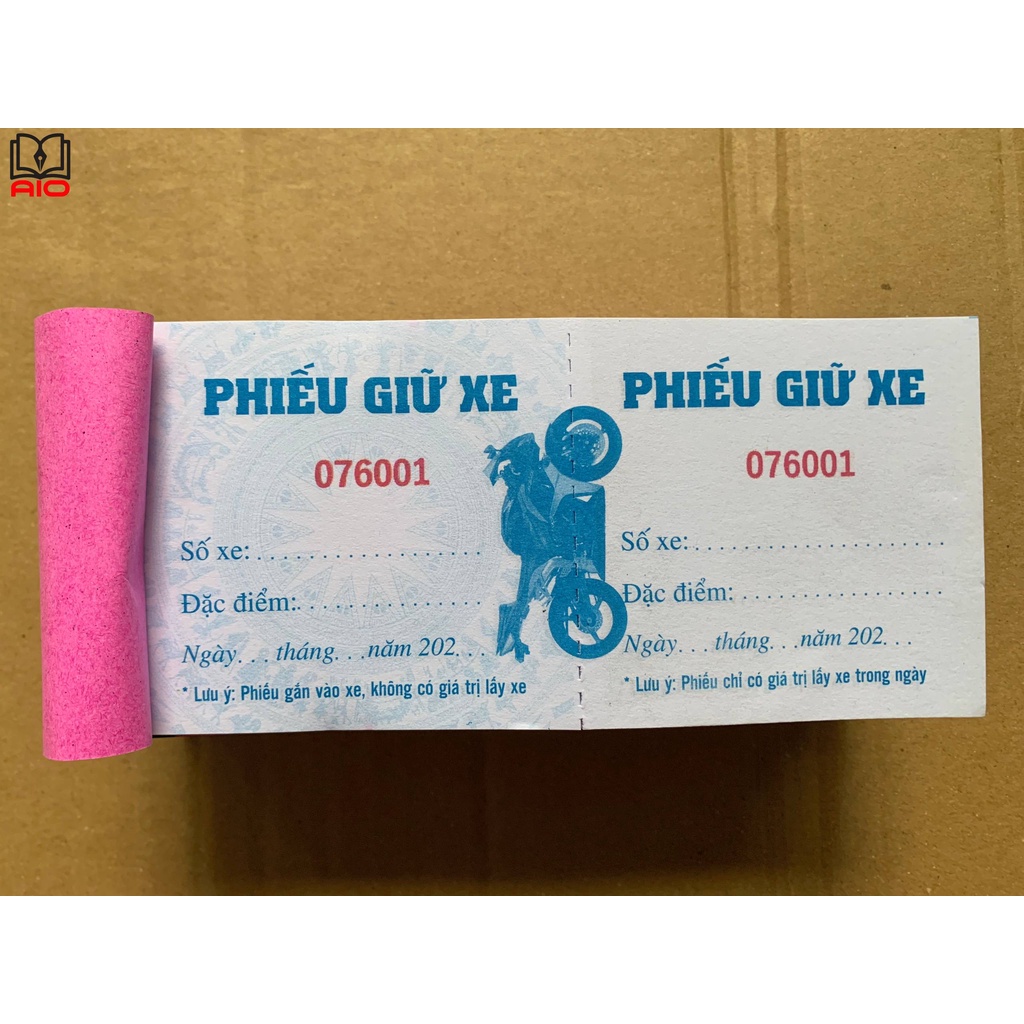 AIO
PHIẾU GIỮ XE
076001
Số xe:. . . . . . . . . . . . . . . . . . . . .
Đặc điểm:. . . . . . . . . . . . . . . . .
Ngày. . . tháng. . .năm 202. . .
* Lưu ý: Phiếu gắn vào xe, không có giá trị lấy xe
PHIẾU GIỮ XE
076001
Số xe:. . . . . . . . . . . . . . . . . . . . . . .
Đặc điểm:. . . . . . . . . . . . . . . . . . .
Ngày. . . tháng. . .năm 202. . .
* Lưu ý: Phiếu chỉ có giá trị lấy xe trong ngày